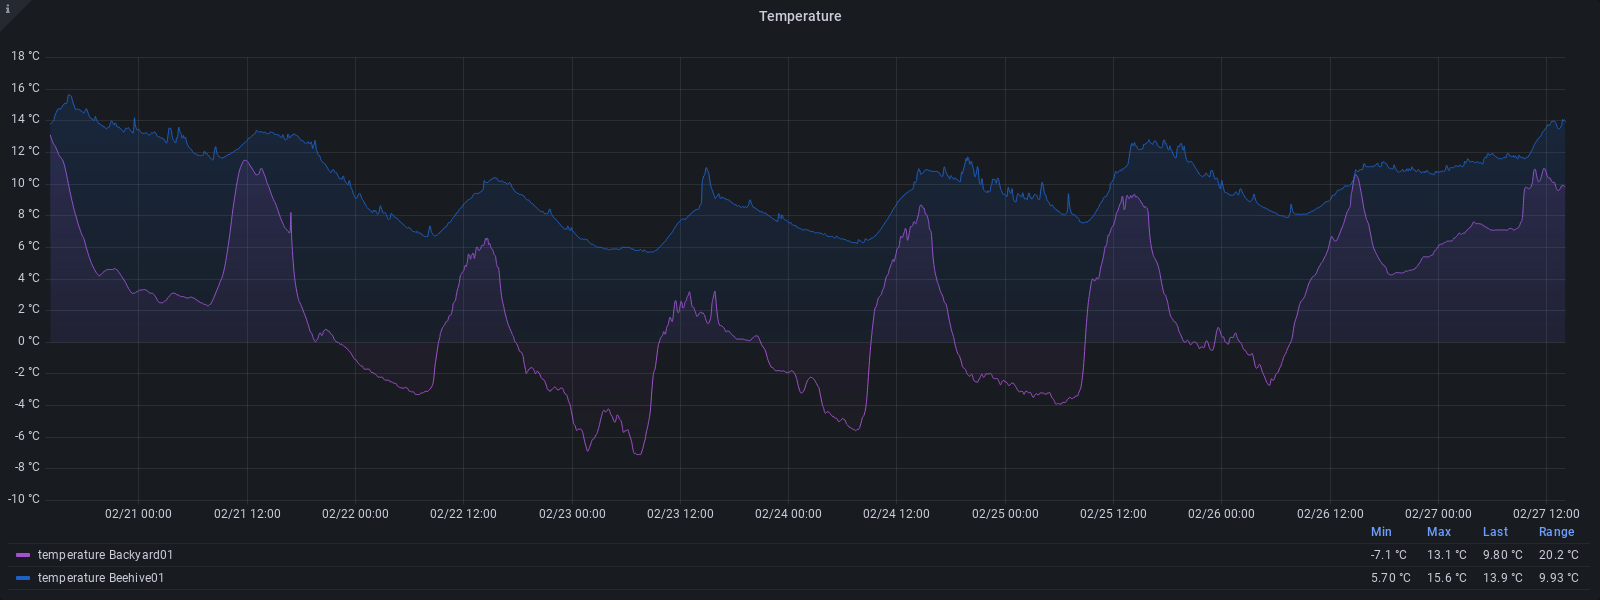 i
Temperature
18 °C
16 °C
14 °C
12 °C
10 °C
8 °C
6 °C
4 °C
2 °C
0 °C
-2 °C
-4 °C
-6 °C
-8 °C
-10 °C
02/21 00:00 02/21 12:00 02/22 00:00 02/22 12:00 02/23 00:00 02/23 12:00 02/24 00:00 02/24 12:00 02/25 00:00 02/25 12:00 02/26 00:00 02/26 12:00 02/27 00:00 02/27 12:00
Min Max Last Range
temperature Backyard01 -7.1 °C 13.1 °C 9.80 °C 20.2 °C
temperature Beehive01 5.70 °C 15.6 °C 13.9 °C 9.93 °C